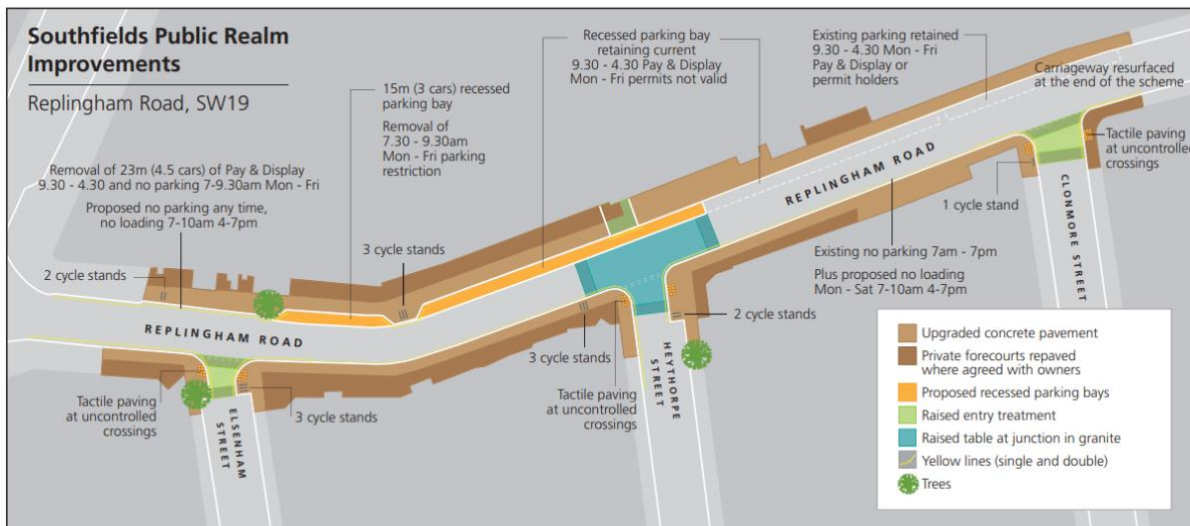 Southfields Public Realm
Improvements
Replingham Road, SW19
Removal of 23m (4.5 cars) of Pay & Display
9.30 - 4.30 and no parking 7-9.30am Mon - Fri
Proposed no parking any time,
no loading 7-10am 4-7pm
2 cycle stands
15m (3 cars) recessed
parking bay
Removal of
7.30 - 9.30am
Mon - Fri parking
restriction
3 cycle stands
Recessed parking bay
retaining current
9.30 - 4.30 Pay & Display
Mon - Fri permits not valid
Existing parking retained
9.30 - 4.30 Mon - Fri
Pay & Display or
permit holders
Carriageway resurfaced
at the end of the scheme
Tactile paving
at uncontrolled
crossings
1 cycle stand
CLONMORE STREET
REPLINGHAM ROAD
Existing no parking 7am - 7pm
Plus proposed no loading
Mon - Sat 7-10am 4-7pm
REPLINGHAM ROAD
Tactile paving
at uncontrolled
crossings
ELSENHAM
STREET
3 cycle stands
3 cycle stands
Tactile paving
at uncontrolled
crossings
HEYTHORPE
STREET
2 cycle stands
Upgraded concrete pavement
Private forecourts repaved
where agreed with owners
Proposed recessed parking bays
Raised entry treatment
Raised table at junction in granite
Yellow lines (single and double)
Trees